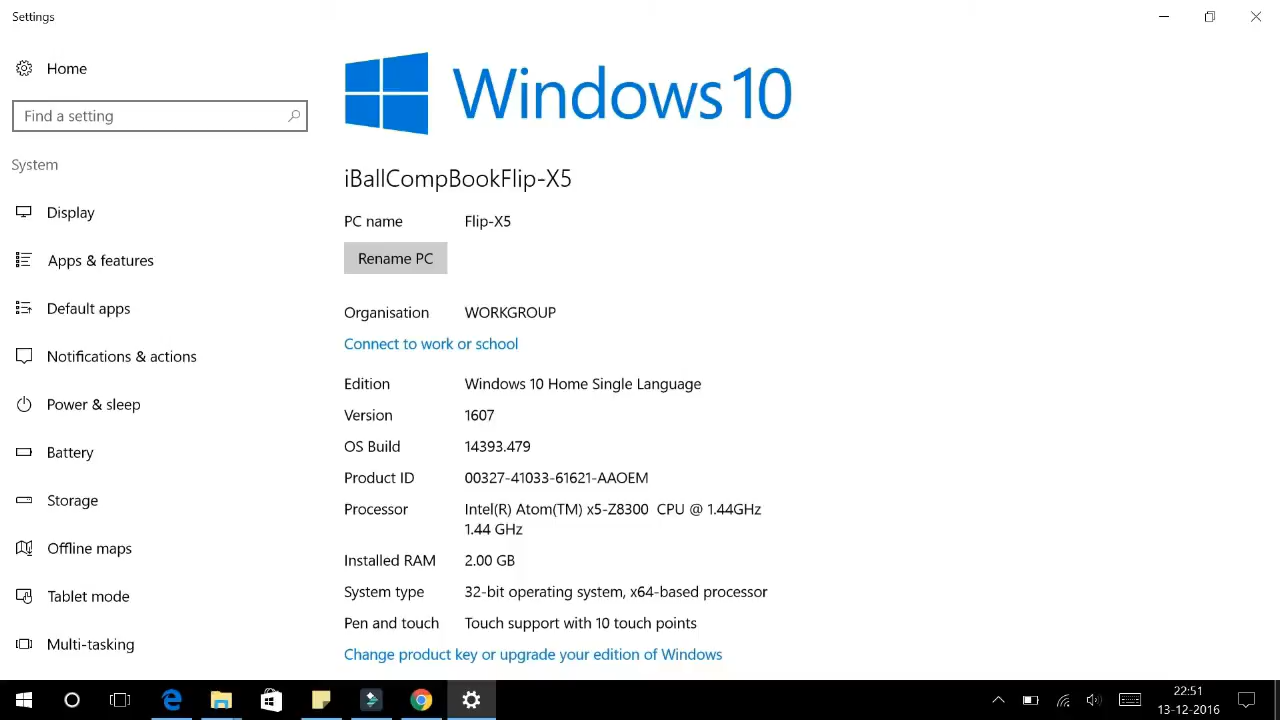 Settings
Home
Windows 10
Find a setting
System
iBallCompBookFlip-X5
Display
PC name Flip-X5
Rename PC
Apps & features
Default apps
Organisation WORKGROUP
Connect to work or school
Notifications & actions
Edition Windows 10 Home Single Language
Power & sleep
Version 1607
OS Build 14393.479
Battery
Product ID 00327-41033-61621-AAOEM
Storage
Processor Intel(R) Atom(TM) x5-Z8300 CPU @ 1.44GHz
1.44 GHz
Offline maps
Installed RAM 2.00 GB
System type 32-bit operating system, x64-based processor
Tablet mode
Pen and touch Touch support with 10 touch points
Multi-tasking
Change product key or upgrade your edition of Windows
22:51
13-12-2016